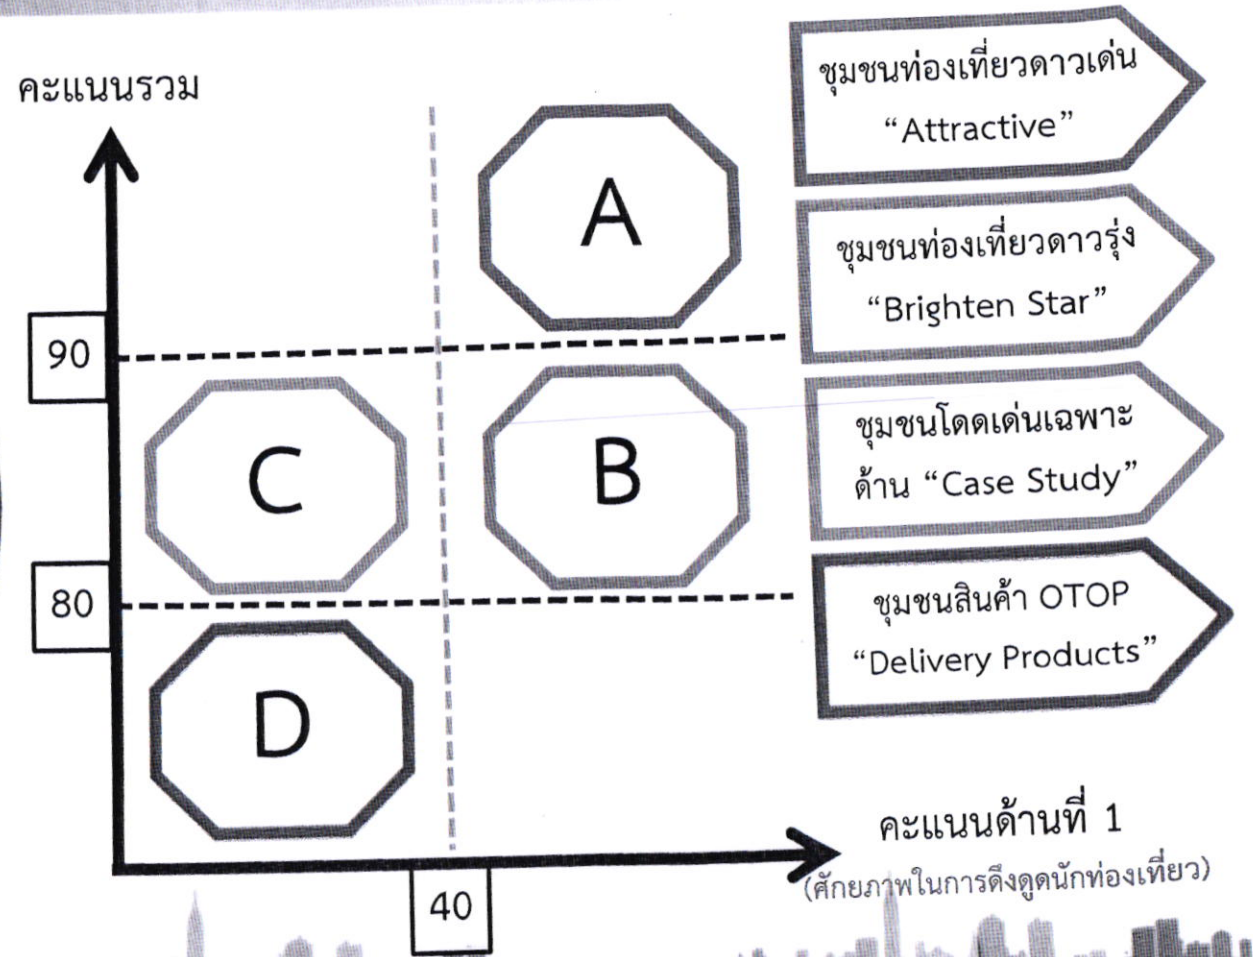 คะแนนรวม
A
90
C
B
80
D
40
ชุมชนท่องเที่ยวดาวเด่น
“Attractive”
ชุมชนท่องเที่ยวดาวรุ่ง
“Brighten Star”
ชุมชนโดดเด่นเฉพาะ
ด้าน “Case Study”
ชุมชนสินค้า OTOP
“Delivery Products”
คะแนนด้านที่ 1
(ศักยภาพในการดึงดูดนักท่องเที่ยว)